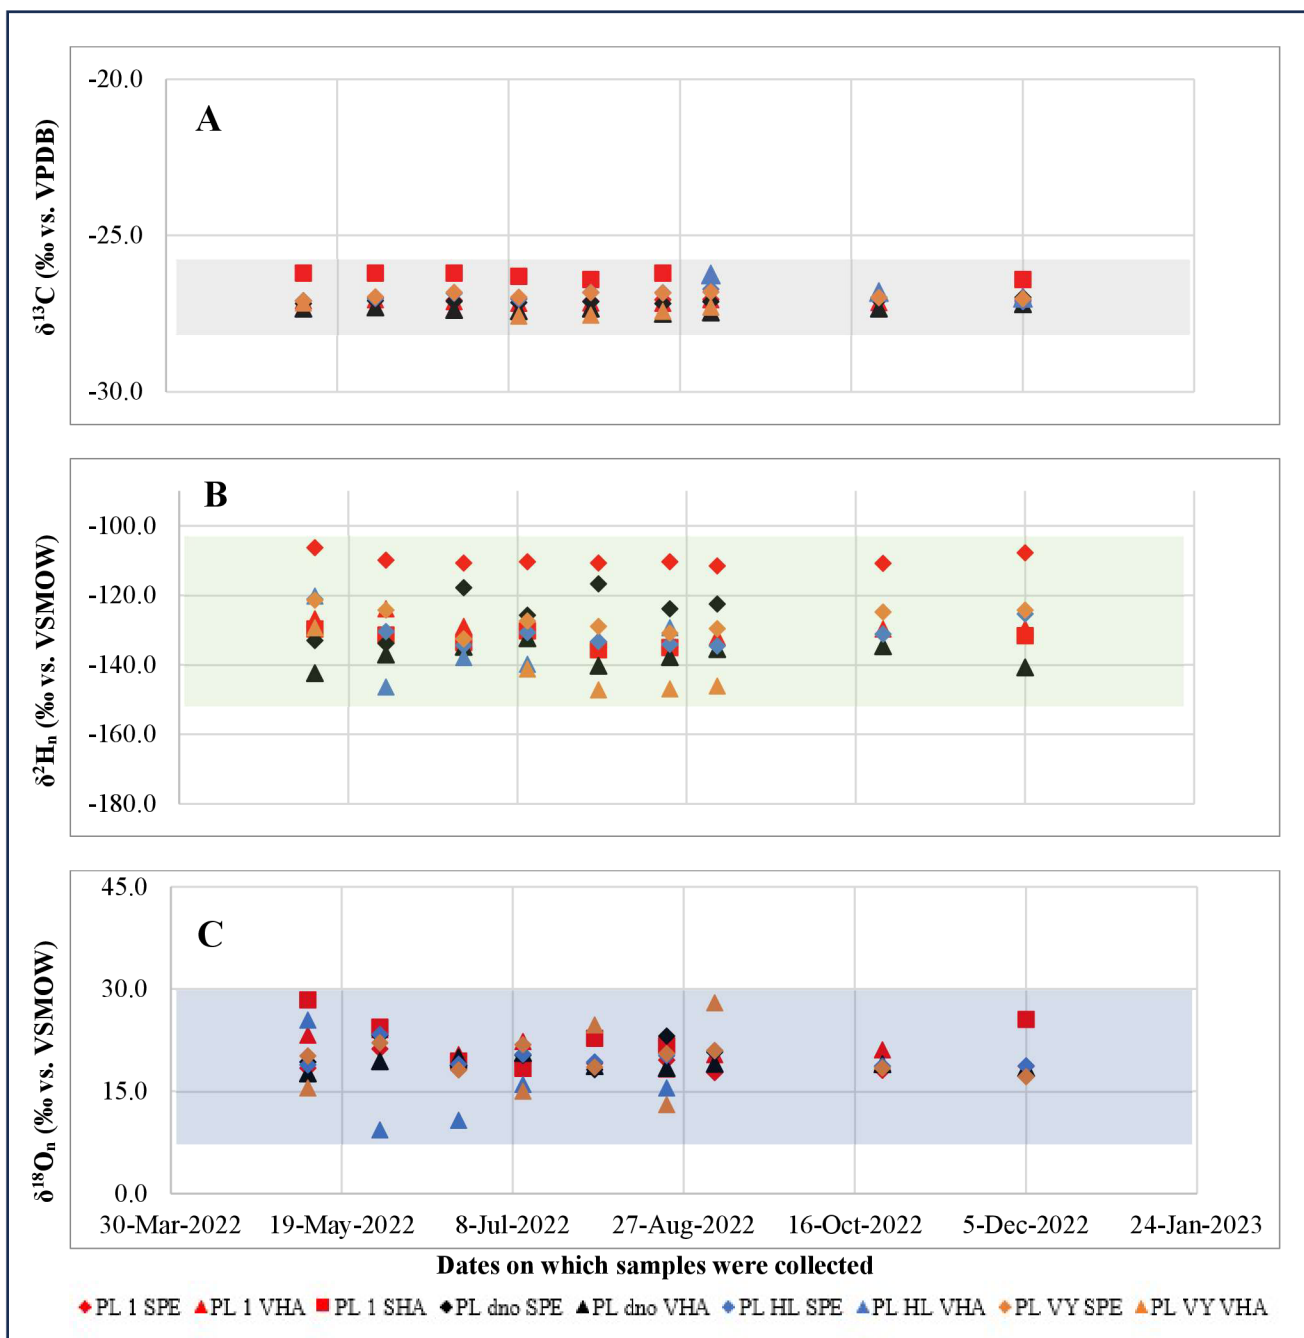 A
-20.0
-25.0
-30.0
δ¹³C (‰ vs. VPDB)
B
-100.0
-120.0
-140.0
-160.0
-180.0
δ²Hₙ (‰ vs. VSMOW)
C
45.0
30.0
15.0
0.0
δ¹⁸Oₙ (‰ vs. VSMOW)
30-Mar-2022 19-May-2022 8-Jul-2022 27-Aug-2022 16-Oct-2022 5-Dec-2022 24-Jan-2023
Dates on which samples were collected
PL 1 SPE PL 1 VHA PL 1 SHA PL dno SPE PL dno VHA PL HL SPE PL HL VHA PL VY SPE PL VY VHA